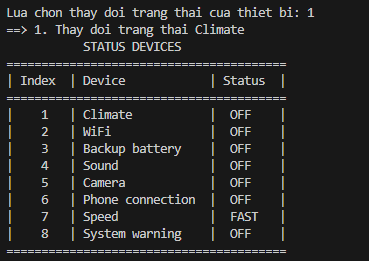 Lua chon thay doi trang thai cua thiet bi: 1
==> 1. Thay doi trang thai Climate
STATUS DEVICES
========================================
| Index | Device | Status |
========================================
| 1 | Climate | OFF |
| 2 | WiFi | OFF |
| 3 | Backup battery | OFF |
| 4 | Sound | OFF |
| 5 | Camera | OFF |
| 6 | Phone connection | OFF |
| 7 | Speed | FAST |
| 8 | System warning | OFF |
========================================